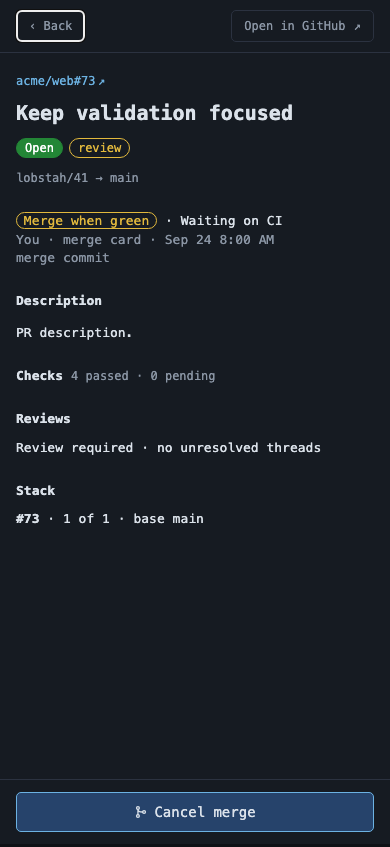 ‹ Back
Open in GitHub ↗
acme/web#73 ↗
Keep validation focused
Open
review
lobstah/41 → main
Merge when green · Waiting on CI
You · merge card · Sep 24 8:00 AM
merge commit
Description
PR description.
Checks 4 passed · 0 pending
Reviews
Review required · no unresolved threads
Stack
#73 · 1 of 1 · base main
Cancel merge